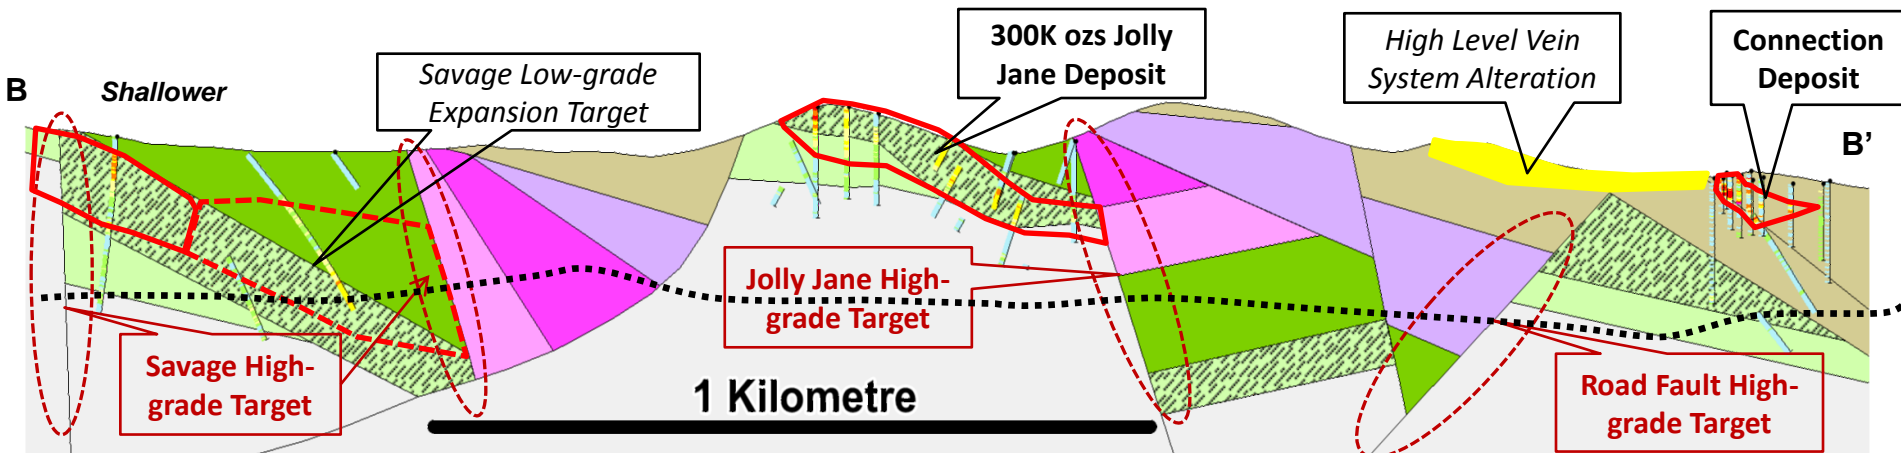 B
Shallower
Savage Low-grade
Expansion Target
300K ozs Jolly
Jane Deposit
High Level Vein
System Alteration
Connection
Deposit
B’
Savage High-
grade Target
Jolly Jane High-
grade Target
1 Kilometre
Road Fault High-
grade Target